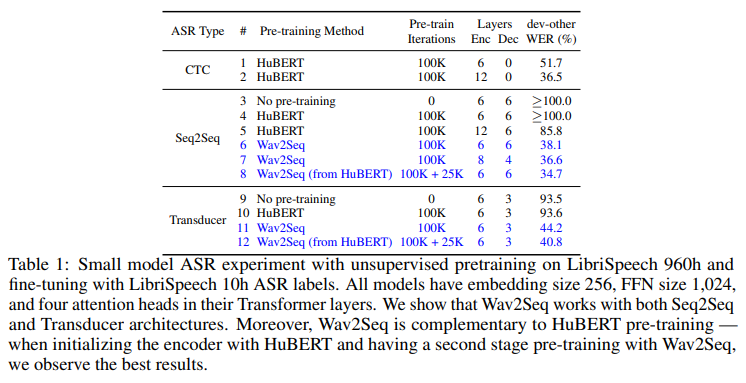 ASR Type # Pre-training Method Pre-train Iterations Layers Enc Dec dev-other WER (%)
CTC
1 HuBERT 100K 6 0 51.7
2 HuBERT 100K 12 0 36.5
Seq2Seq
3 No pre-training 0 6 6 ≥100.0
4 HuBERT 100K 6 6 ≥100.0
5 HuBERT 100K 12 6 85.8
6 Wav2Seq 100K 6 6 38.1
7 Wav2Seq 100K 8 4 36.6
8 Wav2Seq (from HuBERT) 100K + 25K 6 6 34.7
Transducer
9 No pre-training 0 6 3 93.5
10 HuBERT 100K 6 3 93.6
11 Wav2Seq 100K 6 3 44.2
12 Wav2Seq (from HuBERT) 100K + 25K 6 3 40.8
Table 1: Small model ASR experiment with unsupervised pretraining on LibriSpeech 960h and
fine-tuning with LibriSpeech 10h ASR labels. All models have embedding size 256, FFN size 1,024,
and four attention heads in their Transformer layers. We show that Wav2Seq works with both Seq2Seq
and Transducer architectures. Moreover, Wav2Seq is complementary to HuBERT pre-training —
when initializing the encoder with HuBERT and having a second stage pre-training with Wav2Seq,
we observe the best results.